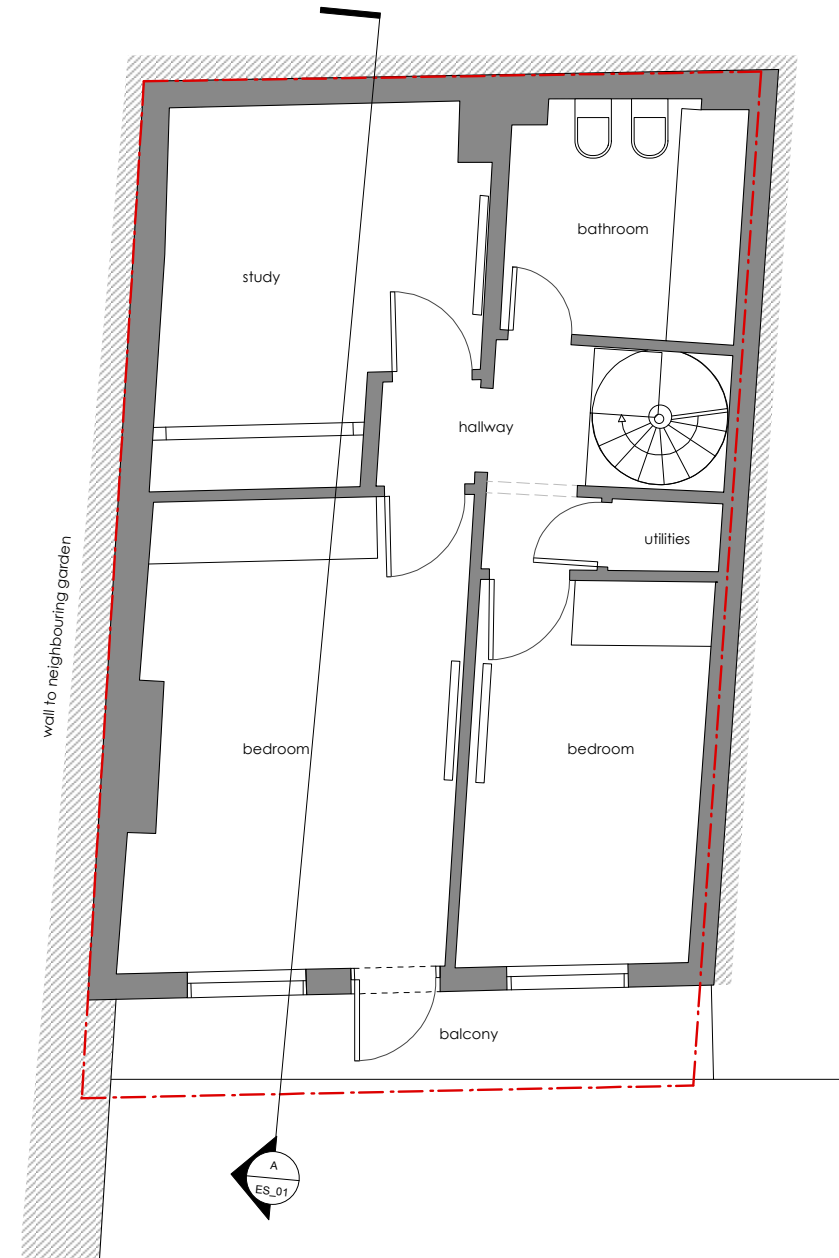 bathroom
study
hallway
utilities
wall to neighbouring garden
bedroom
bedroom
balcony
A
ES_01